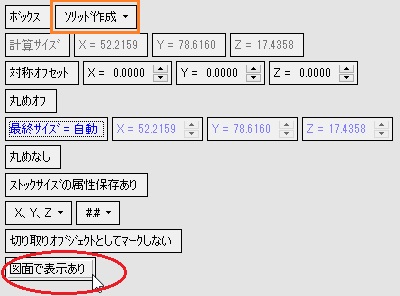 ボックス ソリッド作成
計算サイズ X = 52.2159 Y = 78.6160 Z = 17.4358
対称オフセット X = 0.0000 Y = 0.0000 Z = 0.0000
丸めオフ
最終サイズ = 自動 X = 52.2159 Y = 78.6160 Z = 17.4358
丸めなし
ストックサイズの属性保存あり
X、Y、Z #.#
切り取りオブジェクトとしてマークしない
図面で表示あり